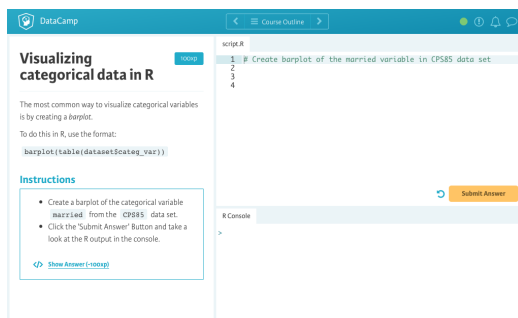 DataCamp
Course Outline
Visualizing
categorical data in R
100xp
The most common way to visualize categorical variables
is by creating a barplot.
To do this in R, use the format:
barplot(table(dataset$categ_var))
Instructions
Create a barplot of the categorical variable
married from the CPS85 data set.
Click the 'Submit Answer' Button and take a
look at the R output in the console.
</> Show Answer (-100xp)
script.R
1 # Create barplot of the married variable in CPS85 data set
2
3
4
Submit Answer
R Console
>